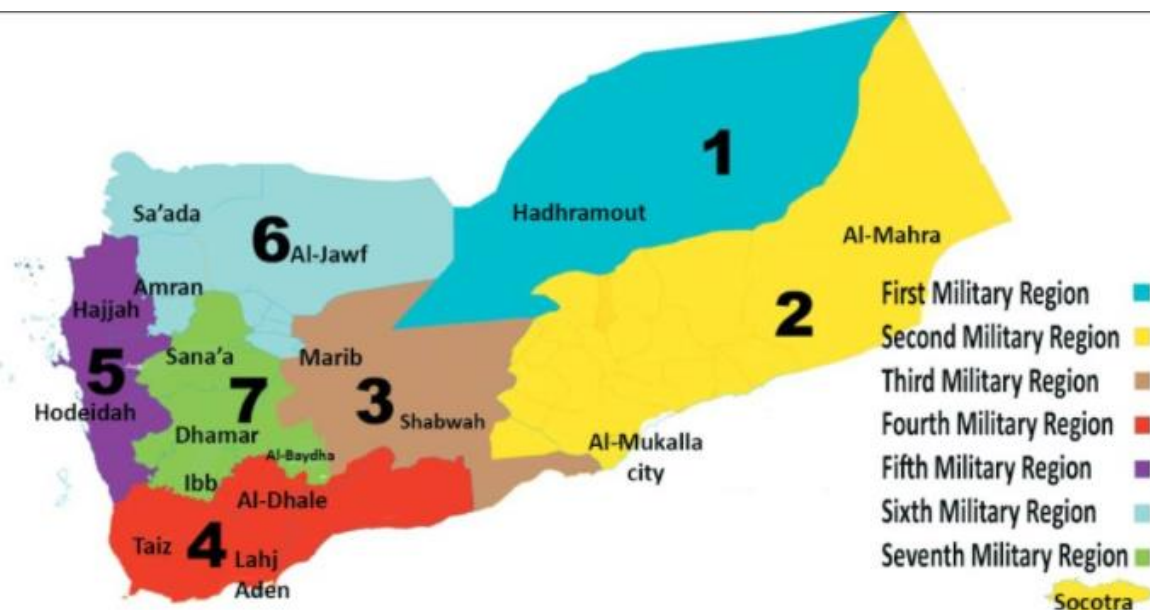 1
Hadhramout
Al-Mahra
2
Sa'ada
6
Al-Jawf
Amran
Hajjah
5
Hodeidah
Sana'a
7
Dhamar
Al-Baydha
Ibb
Marib
3
Shabwah
Al-Mukalla
city
Al-Dhale
Taiz
4
Lahj
Aden
First Military Region
Second Military Region
Third Military Region
Fourth Military Region
Fifth Military Region
Sixth Military Region
Seventh Military Region
Socotra